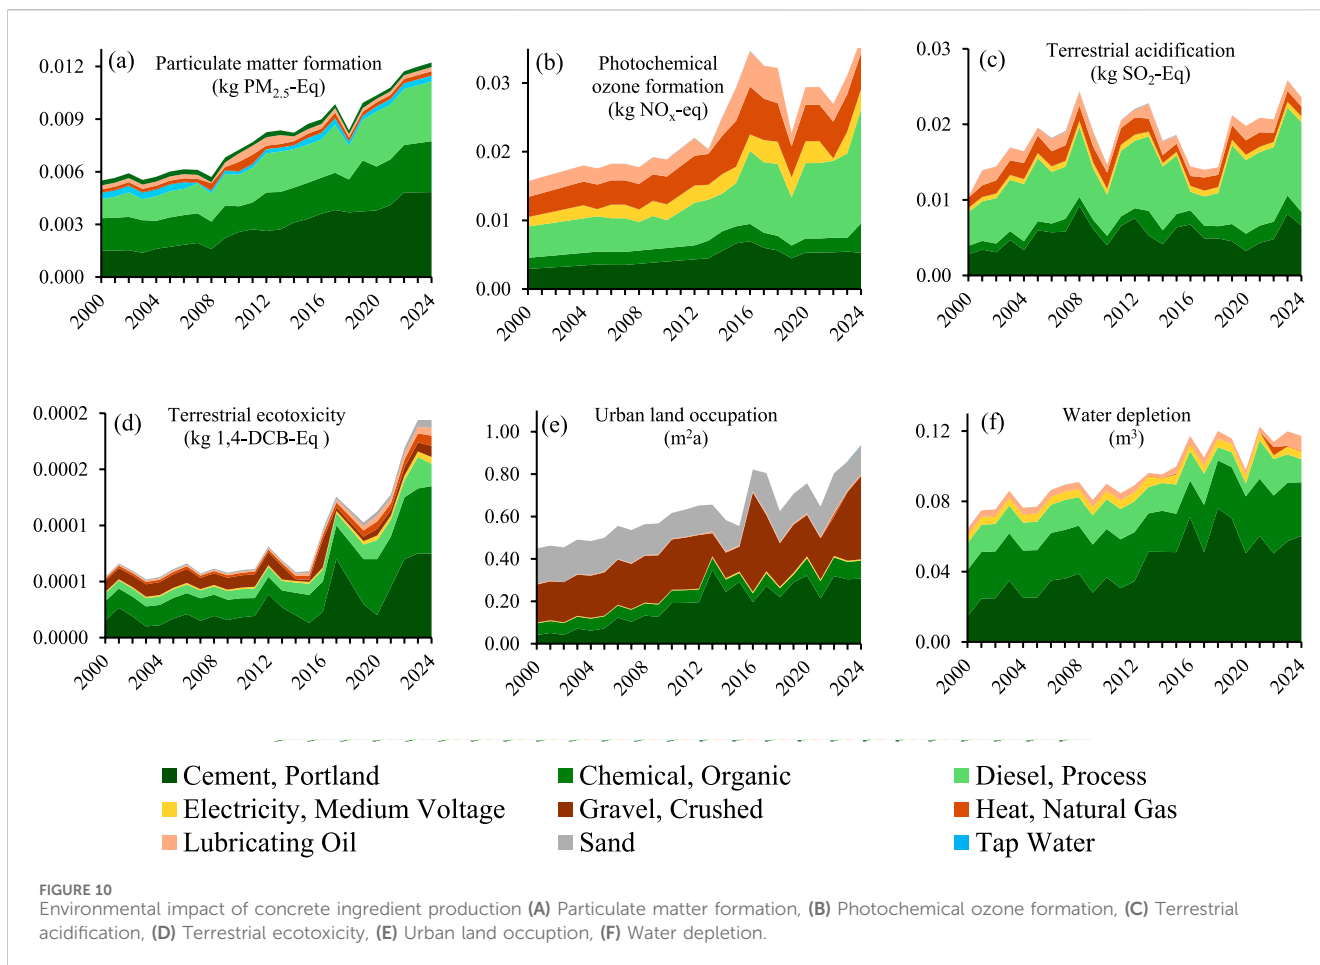 (a)
Particulate matter formation
(kg PM2.5-Eq)
0.012
0.009
0.006
0.003
0.000
2000
2004
2008
2012
2016
2020
2024
(b)
Photochemical
ozone formation
(kg NOx-eq)
0.03
0.02
0.01
0.00
2000
2004
2008
2012
2016
2020
2024
(c)
Terrestrial acidification
(kg SO2-Eq)
0.03
0.02
0.01
0.00
2000
2004
2008
2012
2016
2020
2024
(d)
Terrestrial ecotoxicity
(kg 1,4-DCB-Eq )
0.0002
0.0002
0.0001
0.0001
0.0000
2000
2004
2008
2012
2016
2020
2024
(e)
Urban land occupation
(m2a)
1.00
0.80
0.60
0.40
0.20
0.00
2000
2004
2008
2012
2016
2020
2024
(f)
Water depletion
(m3)
0.12
0.08
0.04
0.00
2000
2004
2008
2012
2016
2020
2024
Cement, Portland
Chemical, Organic
Diesel, Process
Electricity, Medium Voltage
Gravel, Crushed
Heat, Natural Gas
Lubricating Oil
Sand
Tap Water
FIGURE 10
Environmental impact of concrete ingredient production (A) Particulate matter formation, (B) Photochemical ozone formation, (C) Terrestrial
acidification, (D) Terrestrial ecotoxicity, (E) Urban land occuption, (F) Water depletion.